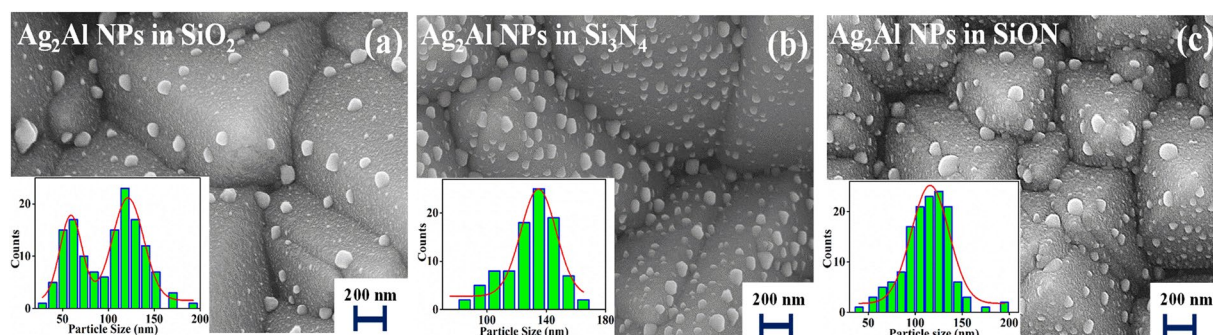 Ag₂Al NPs in SiO₂ (a)
20
10
0
Counts
50 100 150 200
Particle Size (nm)
200 nm
Ag₂Al NPs in Si₃N₄ (b)
20
10
0
Counts
100 140 180
Particle Size (nm)
200 nm
Ag₂Al NPs in SiON (c)
20
10
0
Counts
50 100 150 200
Particle size (nm)
200 nm